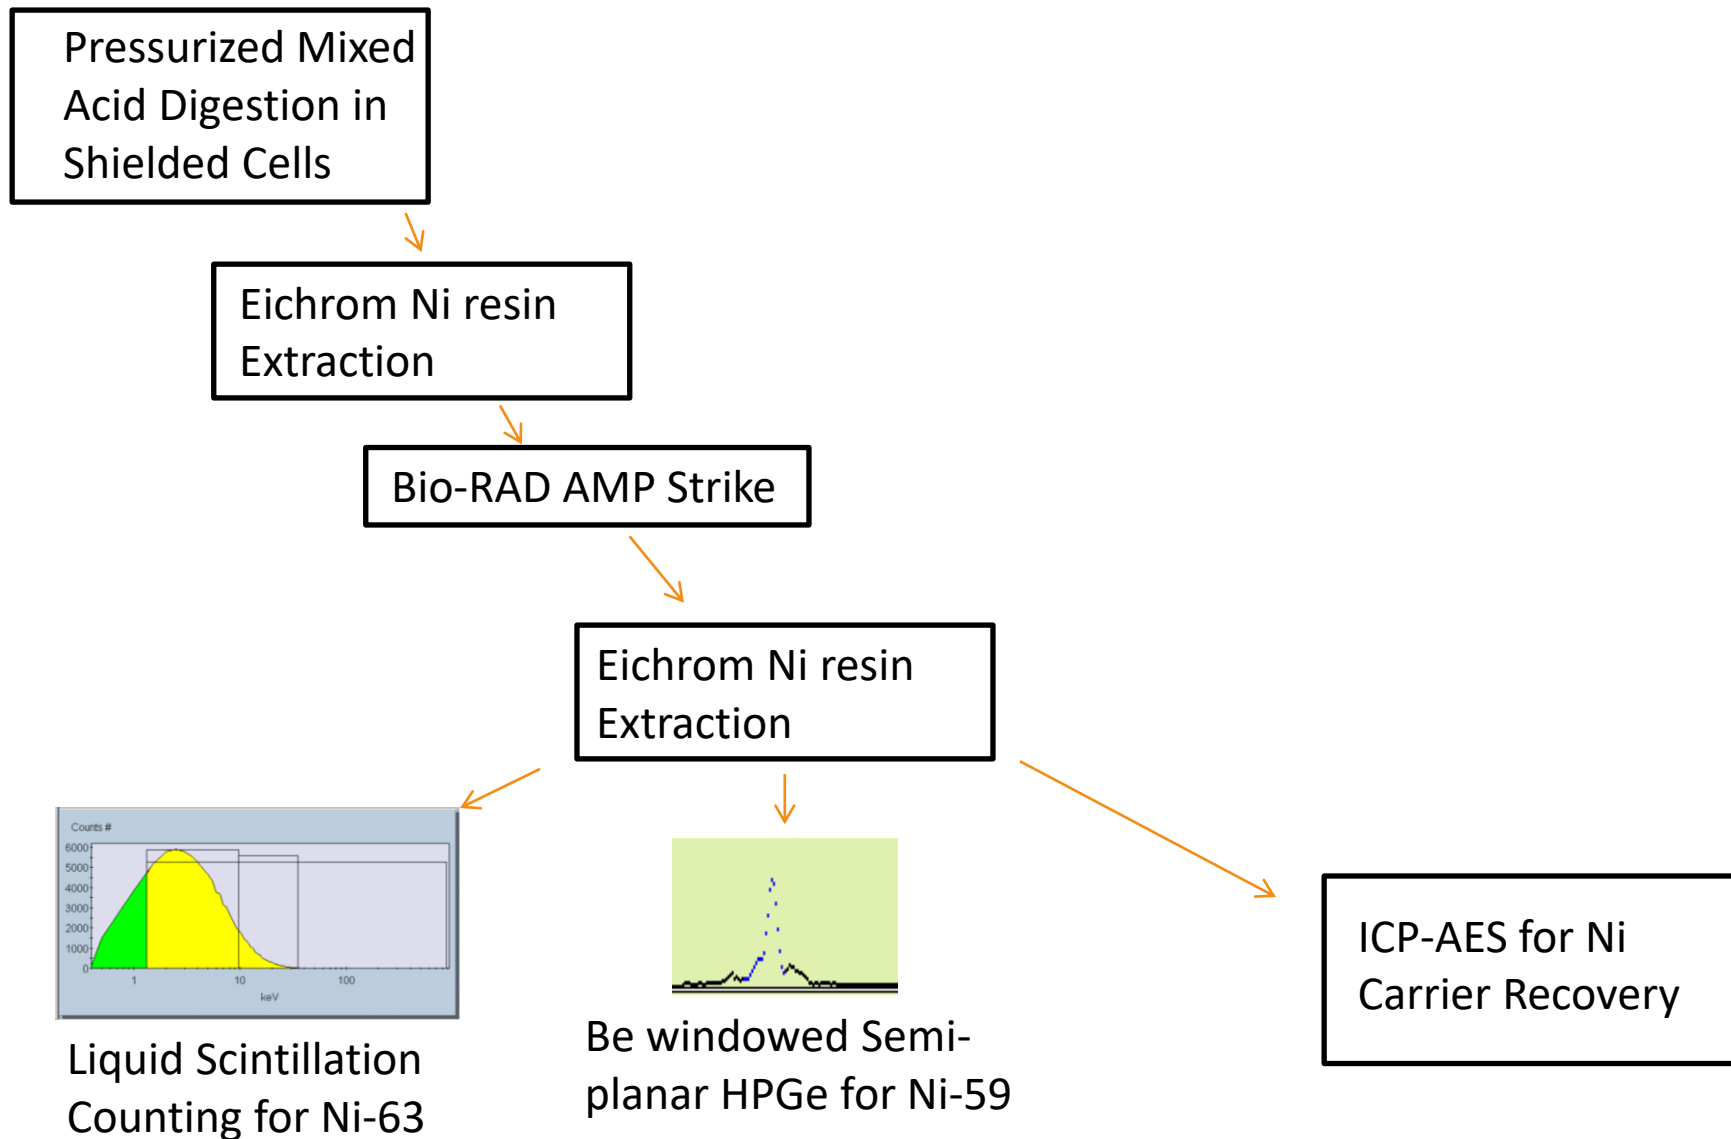 Pressurized Mixed
Acid Digestion in
Shielded Cells
Eichrom Ni resin
Extraction
Bio-RAD AMP Strike
Eichrom Ni resin
Extraction
Counts #
6000
5000
4000
3000
2000
1000
0
1
10
100
keV
Liquid Scintillation
Counting for Ni-63
Be windowed Semi-
planar HPGe for Ni-59
ICP-AES for Ni
Carrier Recovery